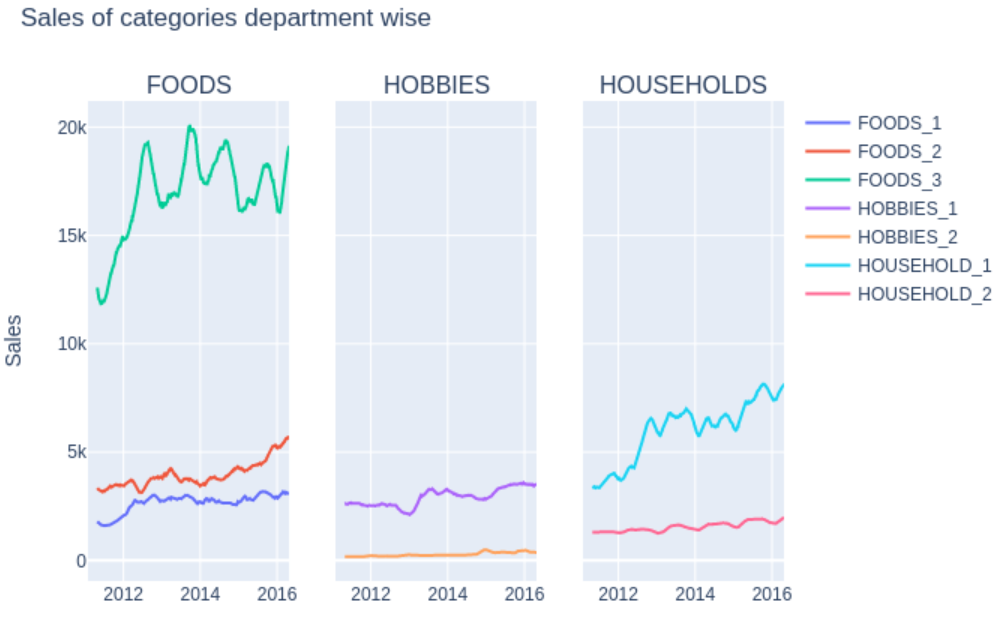 Sales of categories department wise
FOODS
HOBBIES
HOUSEHOLDS
20k
15k
10k
5k
0
Sales
2012
2014
2016
2012
2014
2016
2012
2014
2016
FOODS_1
FOODS_2
FOODS_3
HOBBIES_1
HOBBIES_2
HOUSEHOLD_1
HOUSEHOLD_2